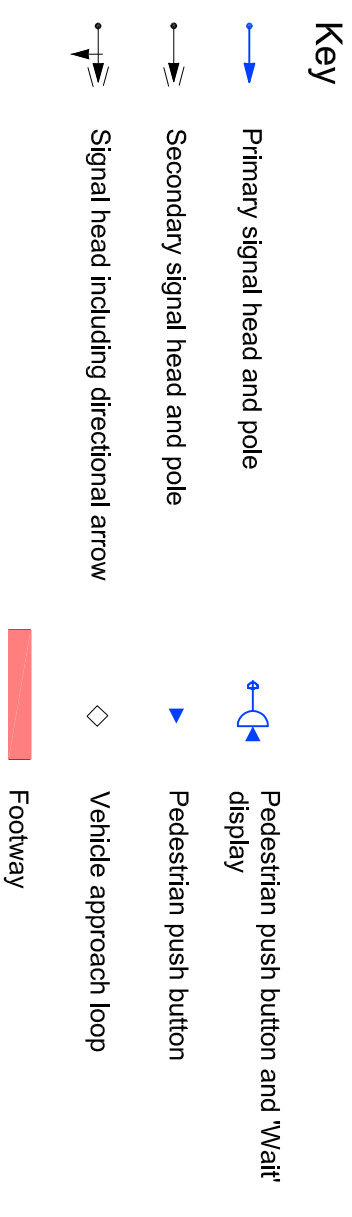 Key
Primary signal head and pole
Secondary signal head and pole
Signal head including directional arrow
Pedestrian push button and 'Wait'
display
Pedestrian push button
Vehicle approach loop
Footway